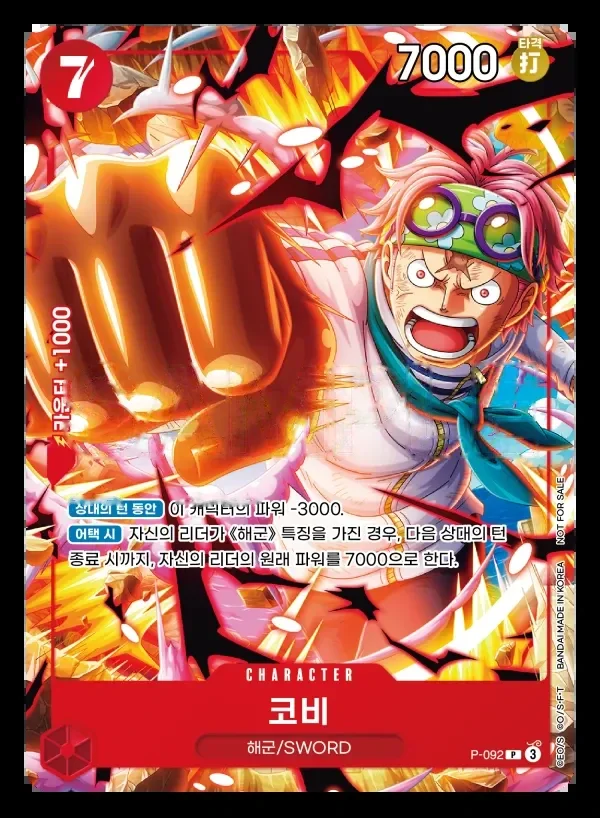 7
7000
타격
打
카운터 +1000
상대의 턴 동안 이 캐릭터의 파워 -3000.
어택 시 자신의 리더가 《해군》 특징을 가진 경우, 다음 상대의 턴
종료 시까지, 자신의 리더의 원래 파워를 7000으로 한다.
CHARACTER
코비
해군/SWORD
P-092 P 3
©E.O/S. ©O/S·F·T BANDAI MADE IN KOREA NOT FOR SALE